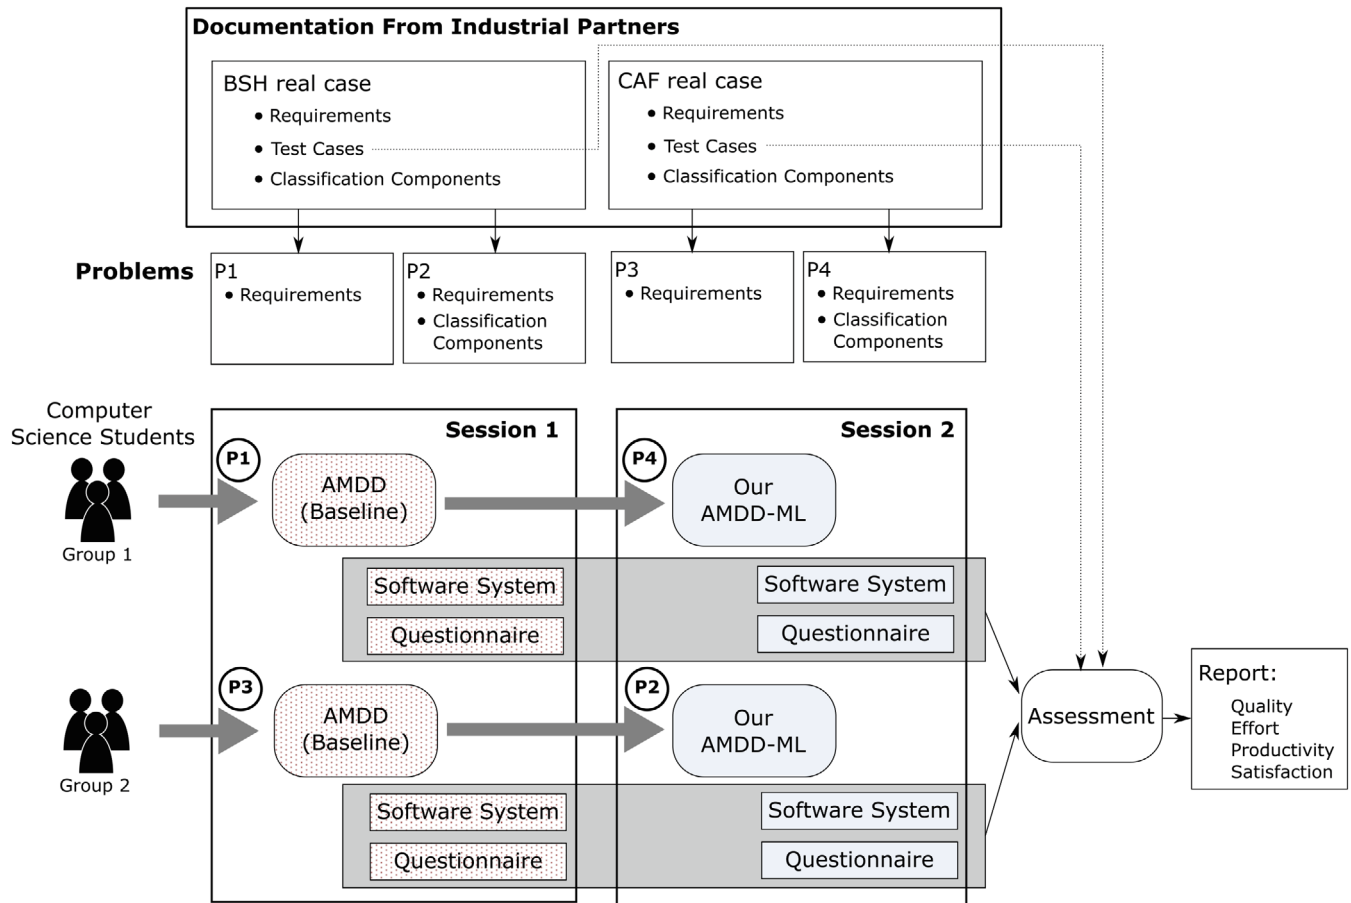 Documentation From Industrial Partners
BSH real case
• Requirements
• Test Cases
• Classification Components
CAF real case
• Requirements
• Test Cases
• Classification Components
Problems
P1
• Requirements
P2
• Requirements
• Classification
Components
P3
• Requirements
P4
• Requirements
• Classification
Components
Computer
Science Students
Group 1
Session 1
Session 2
P1
AMDD
(Baseline)
P4
Our
AMDD-ML
Software System
Questionnaire
Software System
Questionnaire
Group 2
P3
AMDD
(Baseline)
P2
Our
AMDD-ML
Software System
Questionnaire
Software System
Questionnaire
Assessment
Report:
Quality
Effort
Productivity
Satisfaction